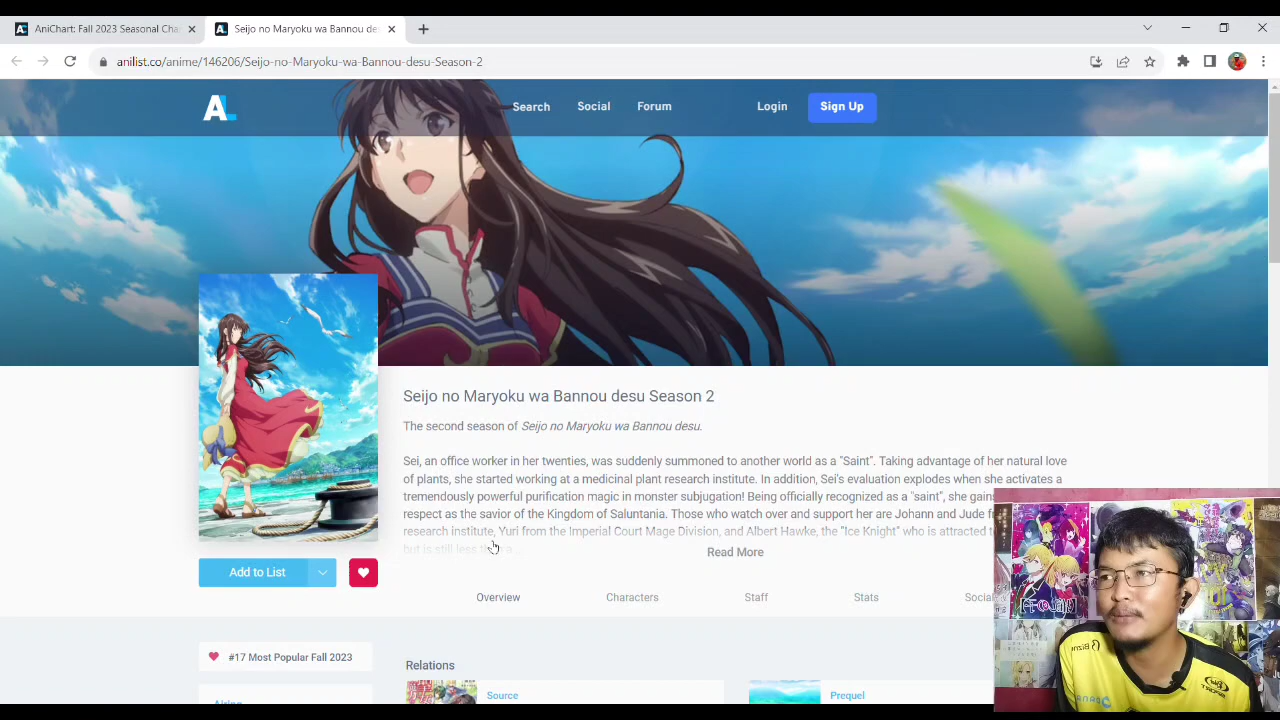 AniChart: Fall 2023 Seasonal Cha
Seijo no Maryoku wa Bannou de
anilist.co/anime/146206/Seijo-no-Maryoku-wa-Bannou-desu-Season-2
Search
Social
Forum
Login
Sign Up
Seijo no Maryoku wa Bannou desu Season 2
The second season of Seijo no Maryoku wa Bannou desu.
Sei, an office worker in her twenties, was suddenly summoned to another world as a "Saint". Taking advantage of her natural love
of plants, she started working at a medicinal plant research institute. In addition, Sei's evaluation explodes when she activates a
tremendously powerful purification magic in monster subjugation! Being officially recognized as a "saint", she gains
respect as the savior of the Kingdom of Saluntania. Those who watch over and support her are Johann and Jude
research institute, Yuri from the Imperial Court Mage Division, and Albert Hawke, the "Ice Knight" who is attracted
but is still less
Read More
Add to List
Overview
Characters
Staff
Stats
Social
#17 Most Popular Fall 2023
Relations
Source
Prequel
Airing
Bizni